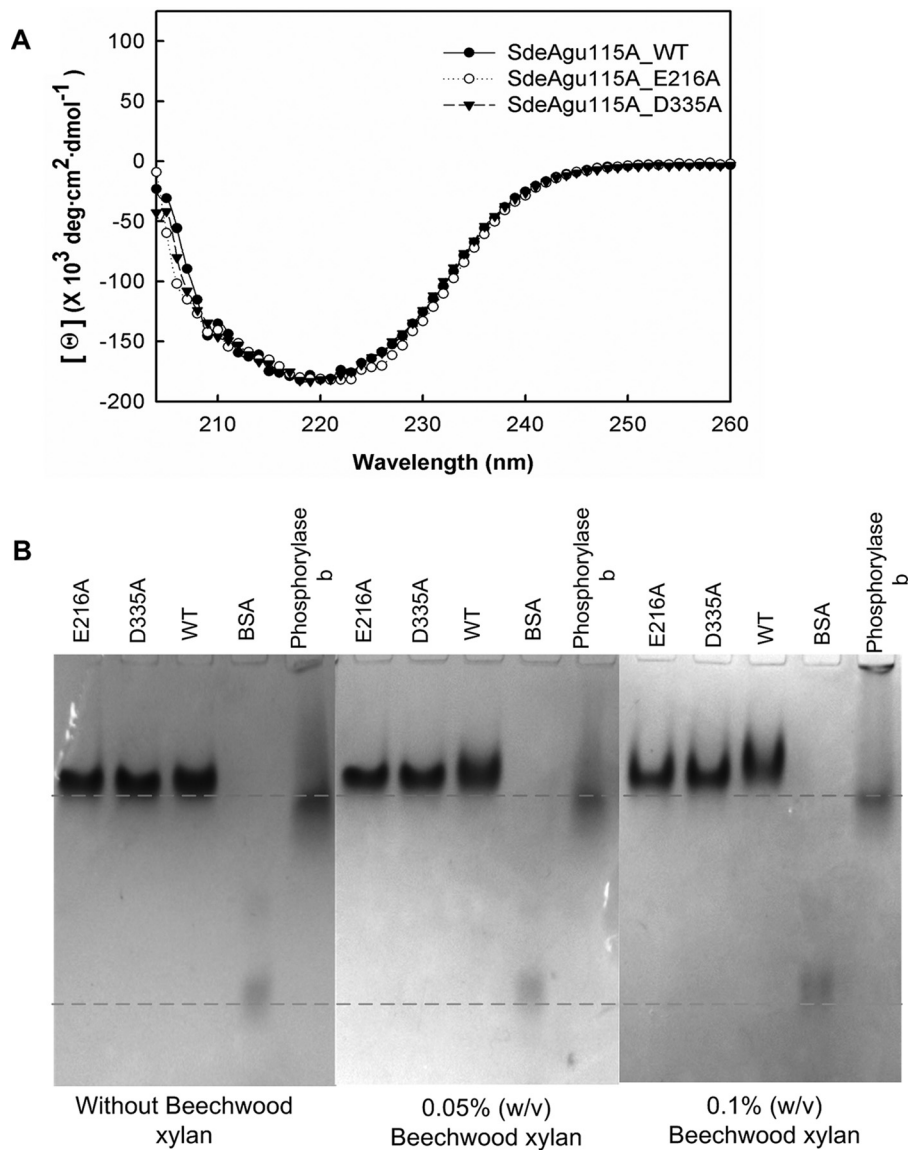 A
SdeAgu115A_WT
SdeAgu115A_E216A
SdeAgu115A_D335A
[Θ] (X 10³ deg·cm²·dmol⁻¹)
100
50
0
-50
-100
-150
-200
210 220 230 240 250 260
Wavelength (nm)
B
E216A
D335A
WT
BSA
Phosphorylase
b
E216A
D335A
WT
BSA
Phosphorylase
b
E216A
D335A
WT
BSA
Phosphorylase
b
Without Beechwood
xylan
0.05% (w/v)
Beechwood xylan
0.1% (w/v)
Beechwood xylan